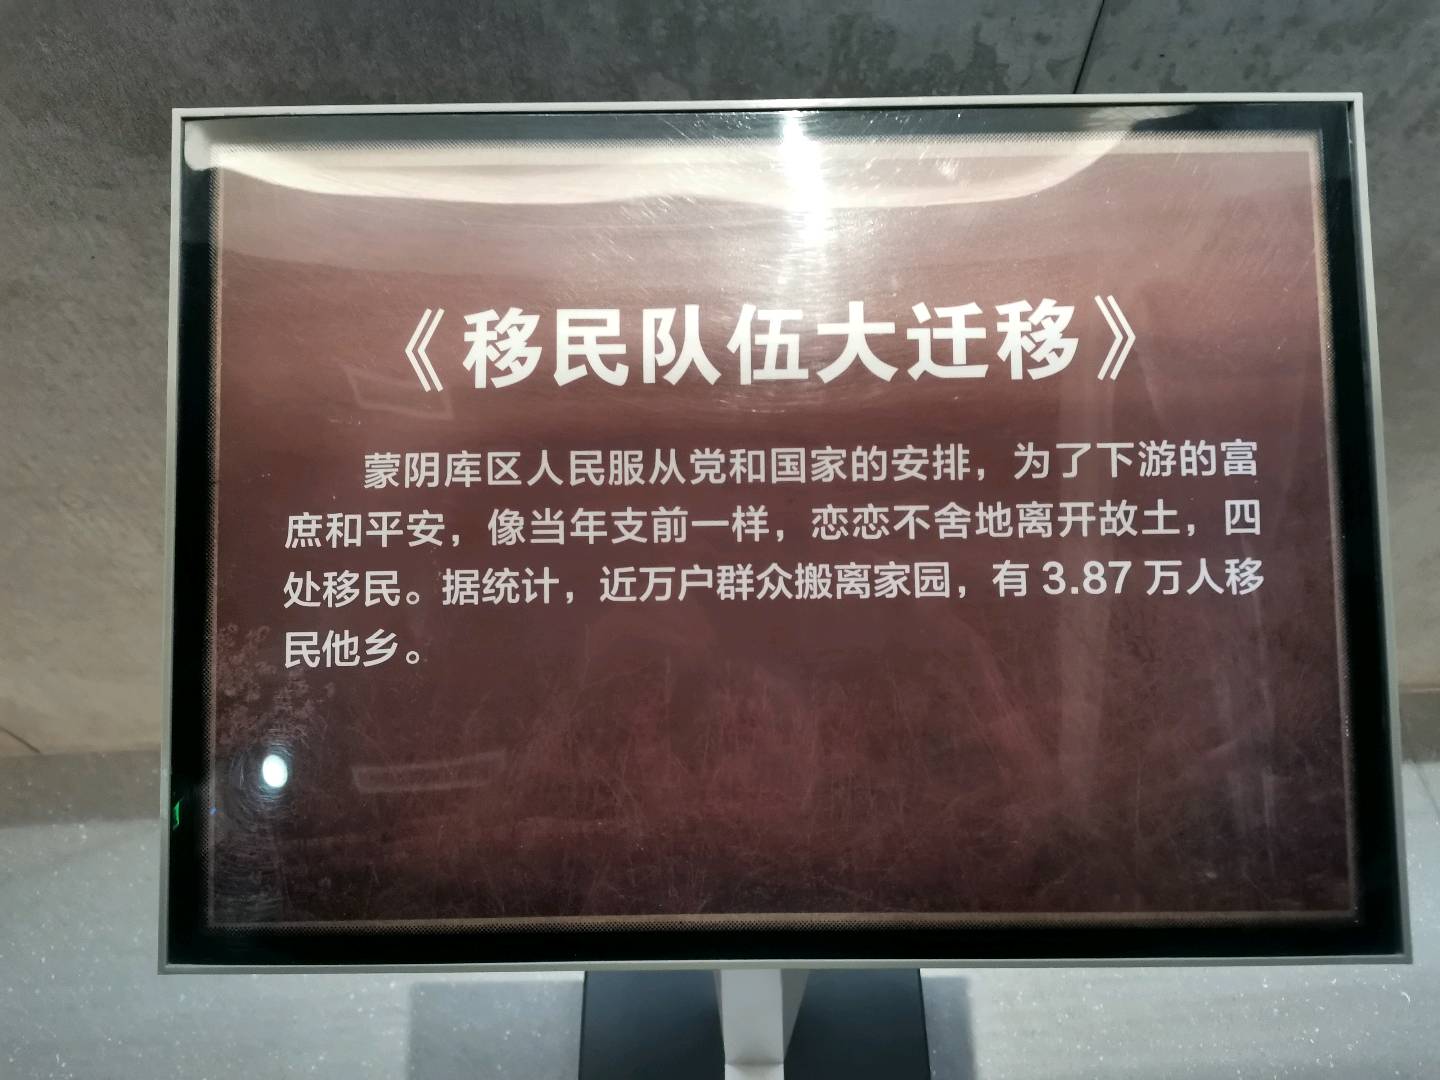 《移民队伍大迁移》
蒙阴库区人民服从党和国家的安排，为了下游的富
庶和平安，像当年支前一样，恋恋不舍地离开故土，四
处移民。据统计，近万户群众搬离家园，有 3.87 万人移
民他乡。